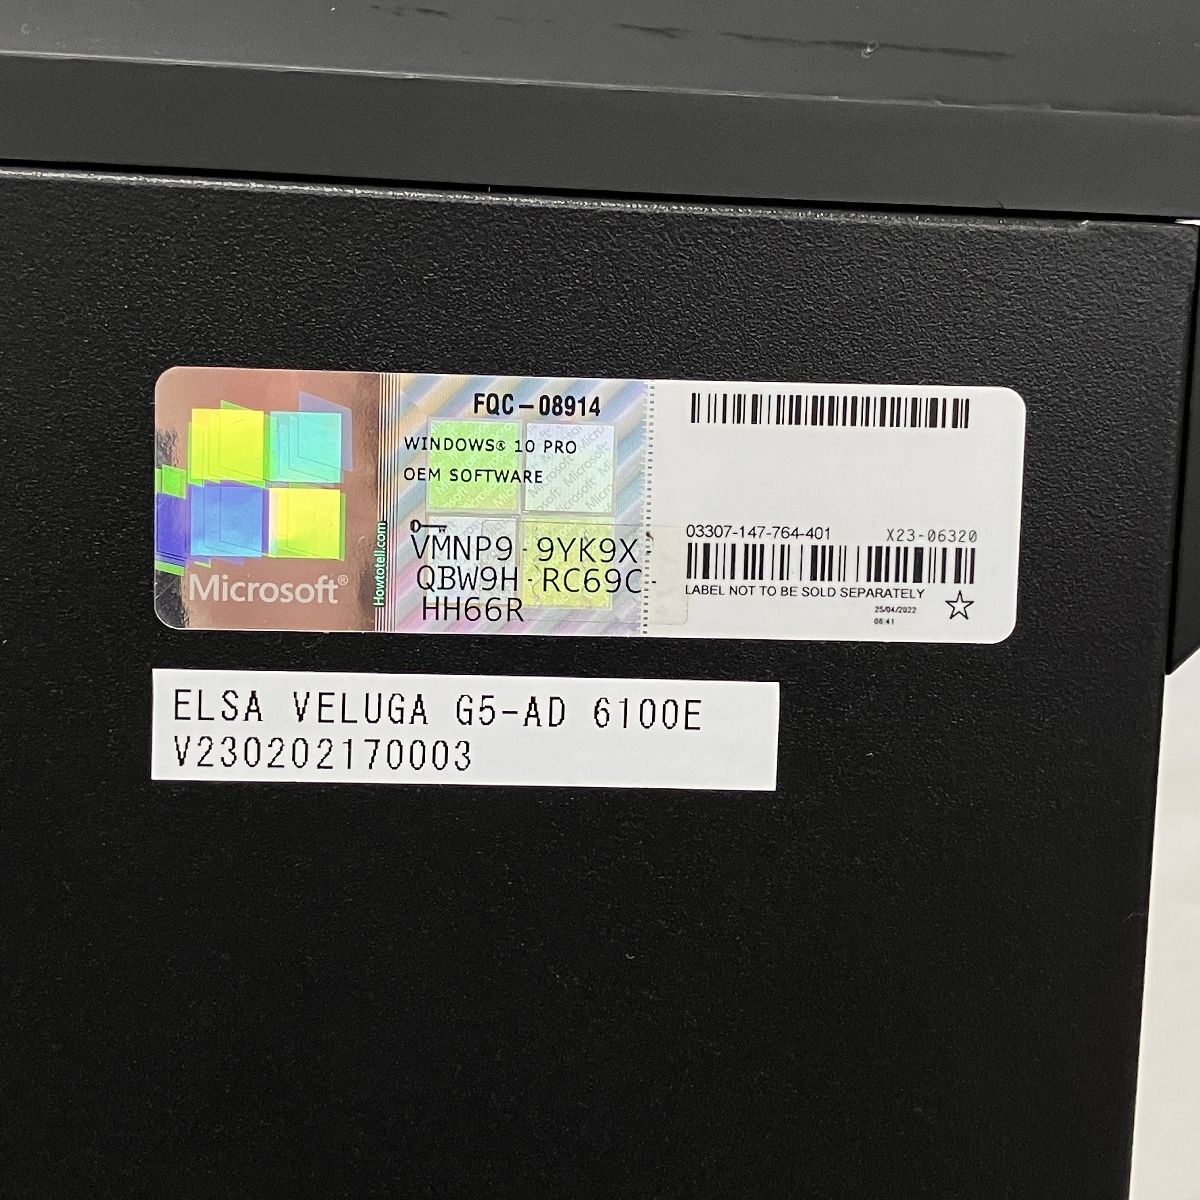 FQC-08914
WINDOWS® 10 PRO
OEM SOFTWARE
VMNP9-9YK9X-
QBW9H-RC69C-
HH66R
Microsoft®
Howtotell.com
03307-147-764-401 X23-06320
LABEL NOT TO BE SOLD SEPARATELY
25/04/2022
06:41
ELSA VELUGA G5-AD 6100E
V230202170003